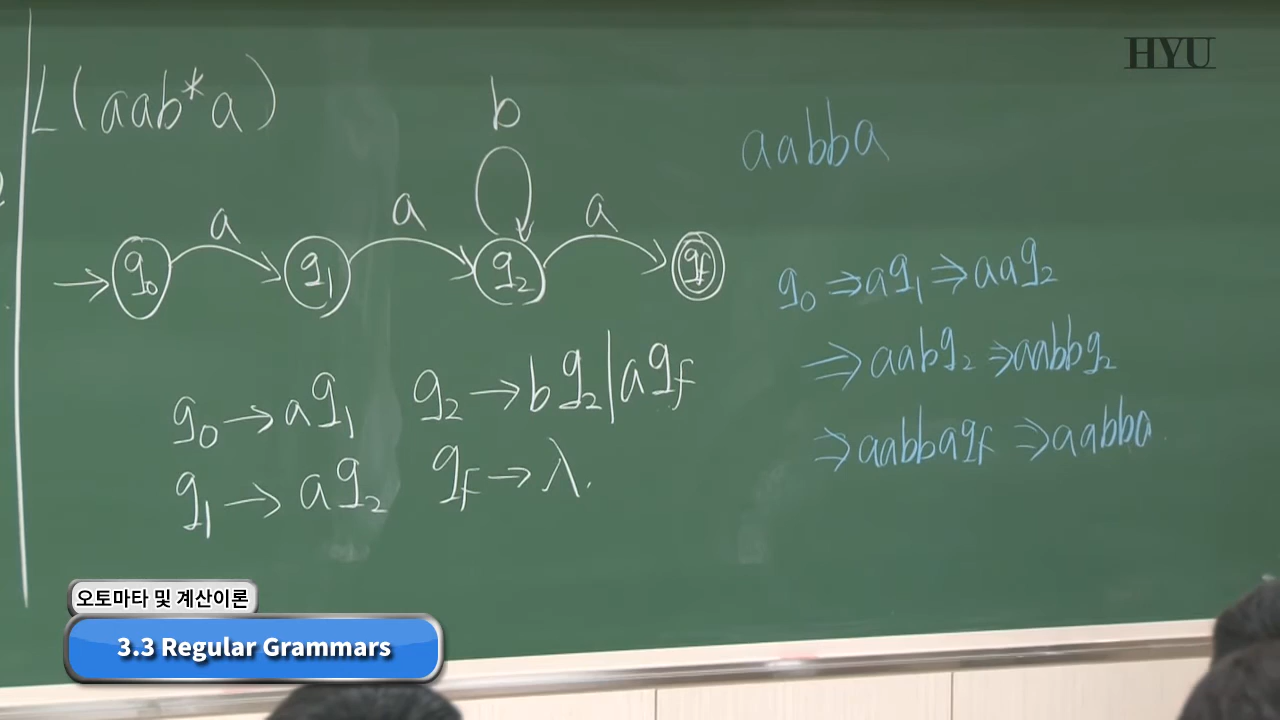 HYU
L(aab*a)
b
a a a
q₀ q₁ q₂ qf
q₀ → aq₁ q₂ → bq₂|aqf
q₁ → aq₂ qf → λ.
aabba
q₀ ⇒ aq₁ ⇒ aaq₂
⇒ aabq₂ ⇒ aabbq₂
⇒ aabbaqf ⇒ aabba.
오토마타 및 계산이론
3.3 Regular Grammars